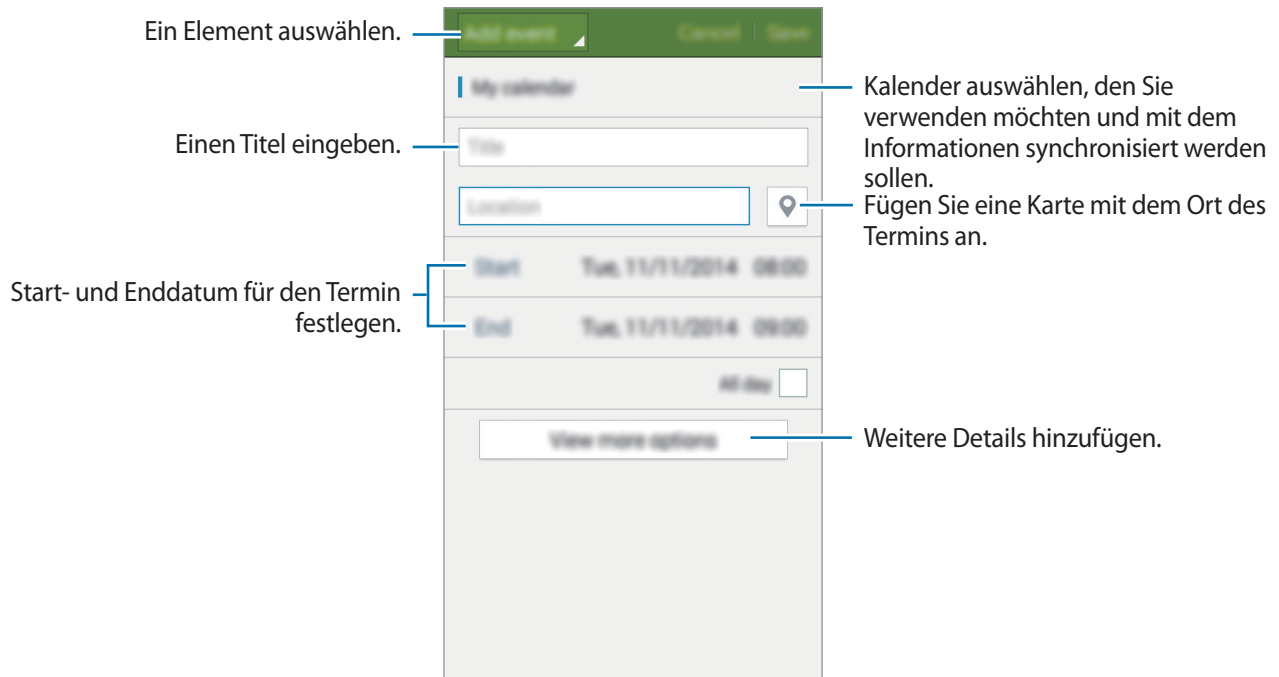 Ein Element auswählen.
Add event
Cancel
Save
My calendar
Kalender auswählen, den Sie
verwenden möchten und mit dem
Informationen synchronisiert werden
sollen.
Einen Titel eingeben.
Title
Location
Fügen Sie eine Karte mit dem Ort des
Termins an.
Start- und Enddatum für den Termin
festlegen.
Start Tue, 11/11/2014 08:00
End Tue, 11/11/2014 09:00
All day
View more options
Weitere Details hinzufügen.